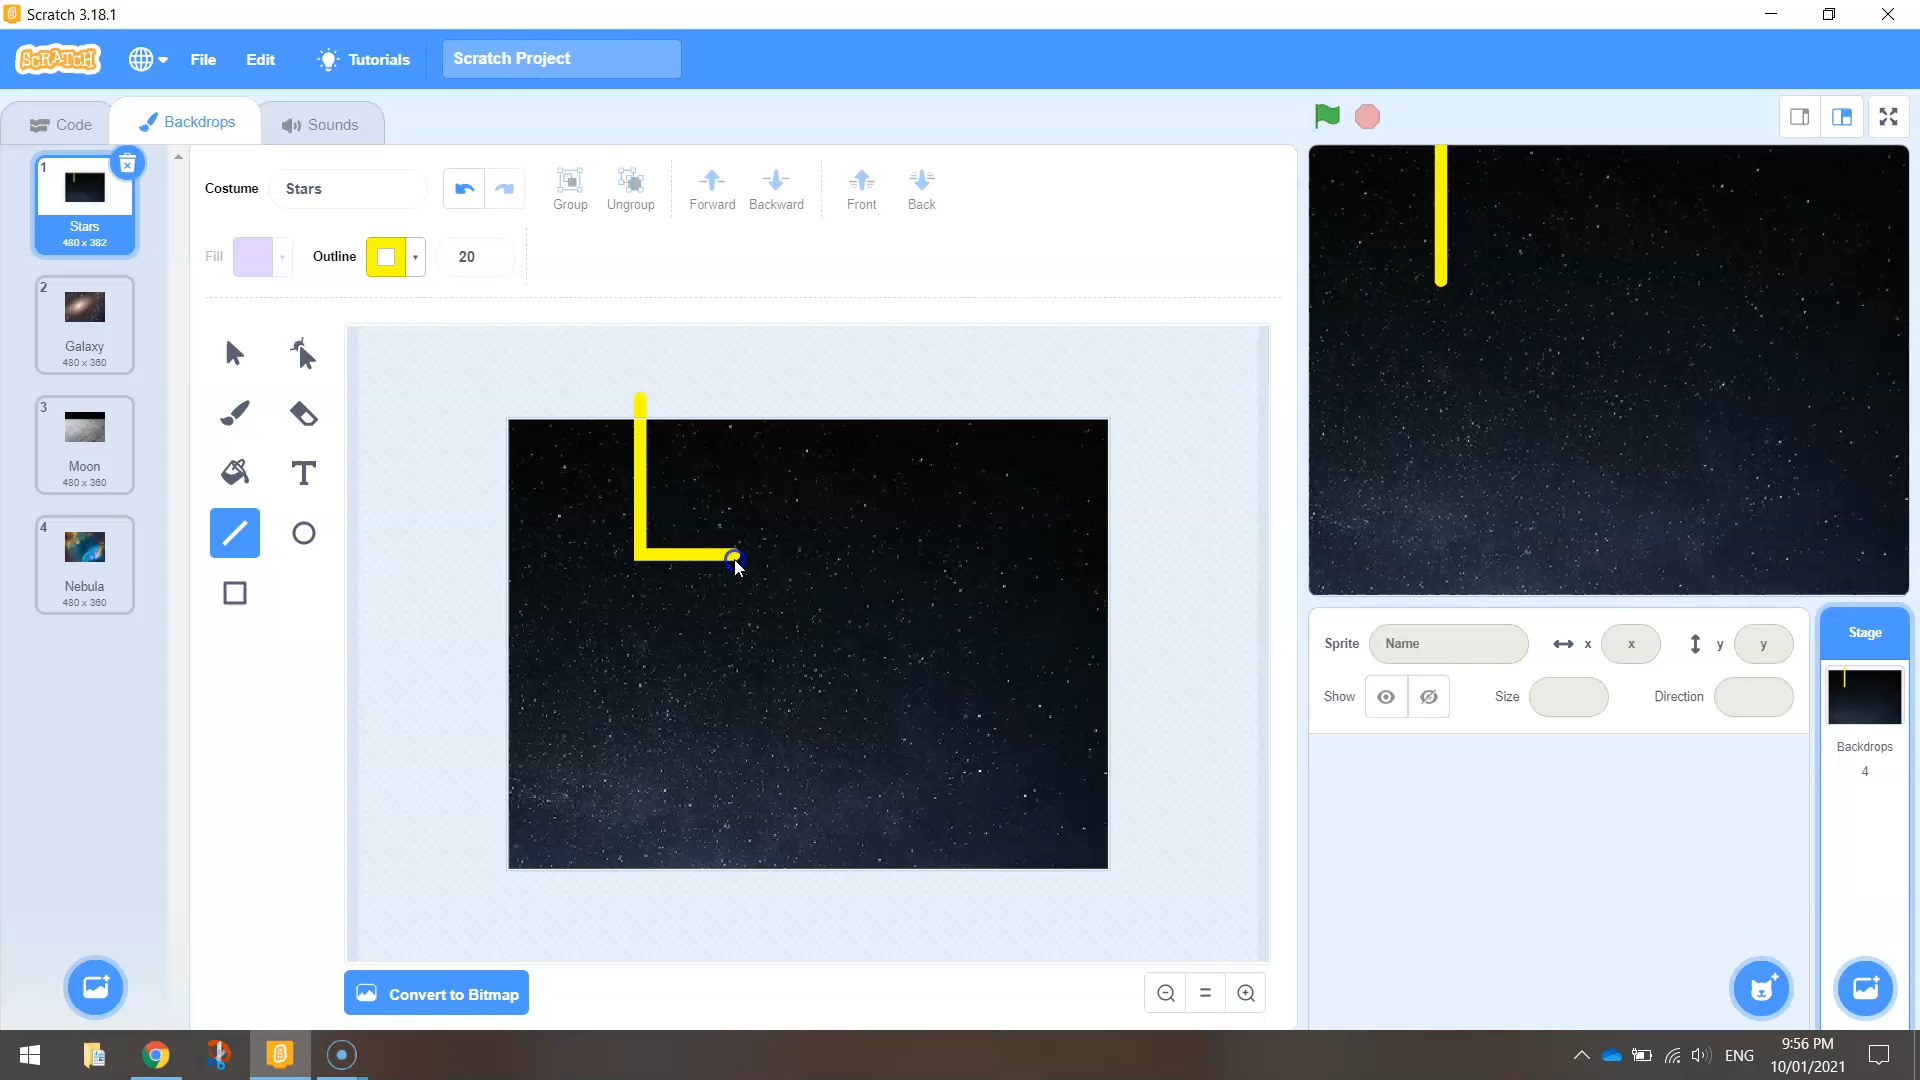 Scratch 3.18.1
SCRATCH File Edit Tutorials Scratch Project
Code Backdrops Sounds
1
Stars
480 x 382
2
Galaxy
480 x 360
3
Moon
480 x 360
4
Nebula
480 x 360
Costume Stars
Group Ungroup Forward Backward Front Back
Fill Outline 20
T
Convert to Bitmap
Sprite Name x x y y
Show Size Direction
Stage
Backdrops
4
ENG
9:56 PM
10/01/2021